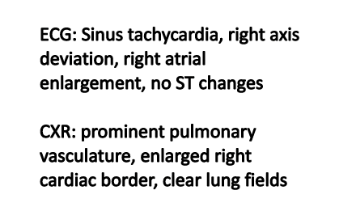 ECG: Sinus tachycardia, right axis
deviation, right atrial
enlargement, no ST changes
CXR: prominent pulmonary
vasculature, enlarged right
cardiac border, clear lung fields